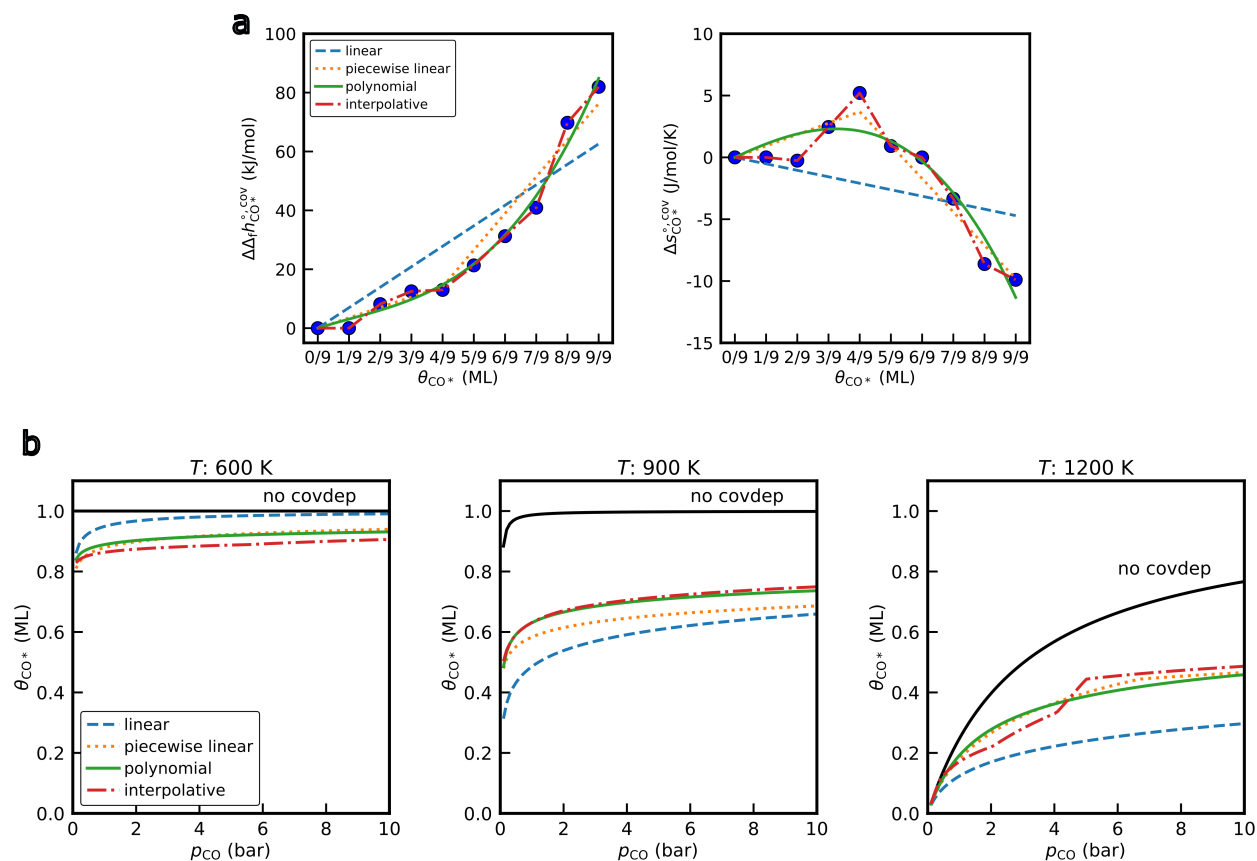 a
100
80
60
40
20
0
ΔΔfh°,cov CO* (kJ/mol)
linear
piecewise linear
polynomial
interpolative
0/9 1/9 2/9 3/9 4/9 5/9 6/9 7/9 8/9 9/9
θCO* (ML)
10
5
0
-5
-10
-15
Δs°,cov CO* (J/mol/K)
0/9 1/9 2/9 3/9 4/9 5/9 6/9 7/9 8/9 9/9
θCO* (ML)
b
T: 600 K
no covdep
1.0
0.8
0.6
0.4
0.2
0.0
θCO* (ML)
linear
piecewise linear
polynomial
interpolative
0 2 4 6 8 10
pCO (bar)
T: 900 K
no covdep
1.0
0.8
0.6
0.4
0.2
0.0
θCO* (ML)
0 2 4 6 8 10
pCO (bar)
T: 1200 K
no covdep
1.0
0.8
0.6
0.4
0.2
0.0
θCO* (ML)
0 2 4 6 8 10
pCO (bar)